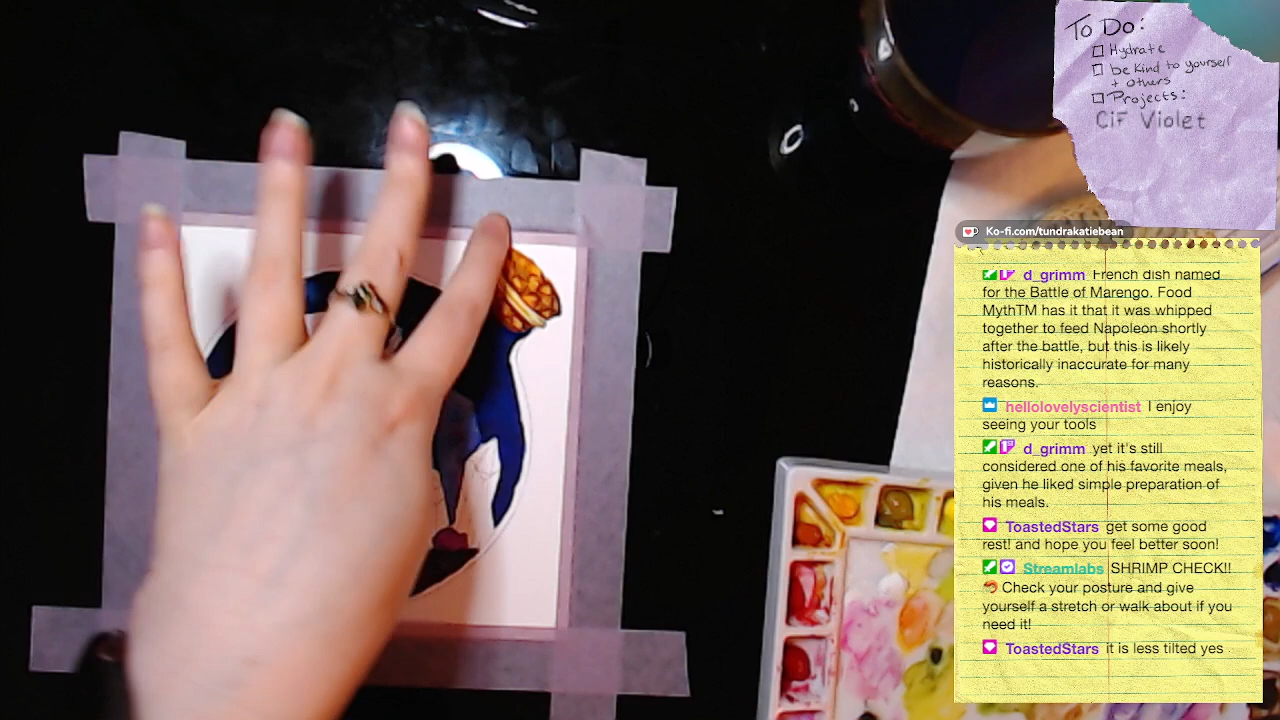 To Do:
Hydrate
be Kind to yourself
+ others
Projects:
CiF Violet
Ko-fi.com/tundrakatiebean
d_grimm French dish named
for the Battle of Marengo. Food
MythTM has it that it was whipped
together to feed Napoleon shortly
after the battle, but this is likely
historically inaccurate for many
reasons.
hellolovelyscientist I enjoy
seeing your tools
d_grimm yet it's still
considered one of his favorite meals,
given he liked simple preparation of
his meals.
ToastedStars get some good
rest! and hope you feel better soon!
Streamlabs SHRIMP CHECK!!
🦐 Check your posture and give
yourself a stretch or walk about if you
need it!
ToastedStars it is less tilted yes